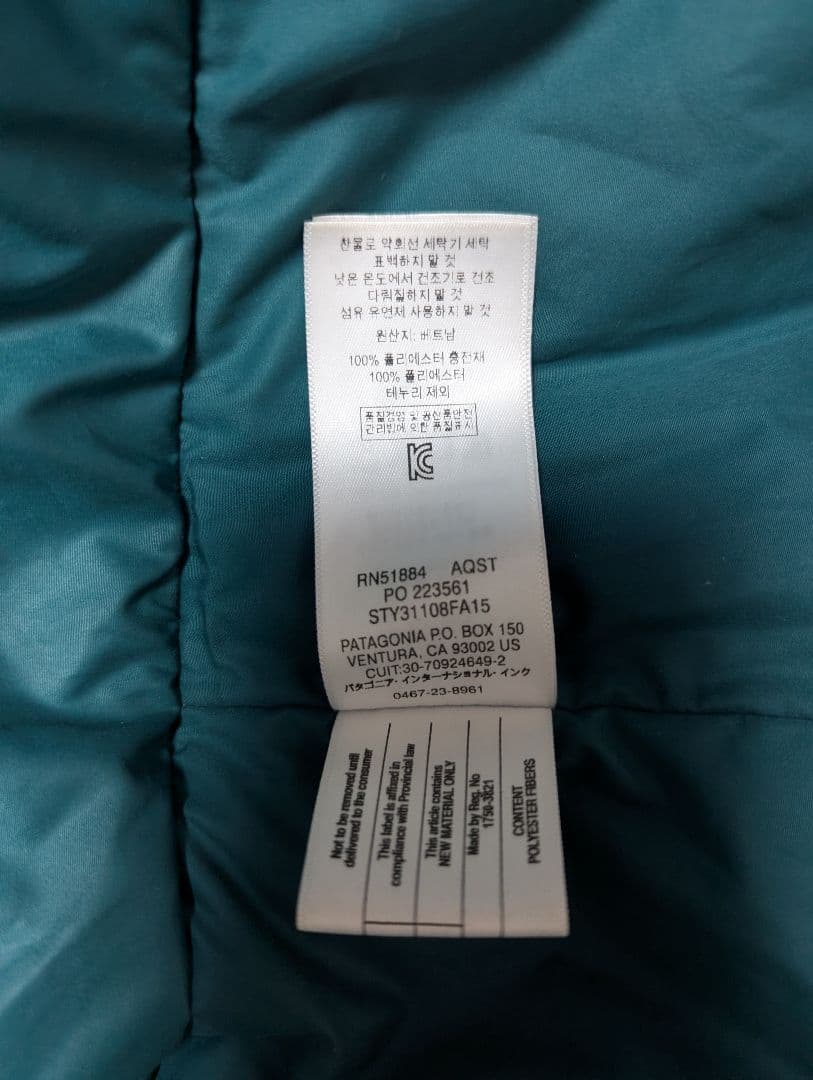 찬물로 약회선 세탁기 세탁
표백하지 말 것
낮은 온도에서 건조기로 건조
다림질하지 말 것
섬유 유연제 사용하지 말 것
원산지: 베트남
100% 폴리에스터 충전재
100% 폴리에스터
테두리 제외
품질경영 및 공산품안전
관리법에 의한 품질표시
KC
RN51884 AQST
PO 223561
STY31108FA15
PATAGONIA P.O. BOX 150
VENTURA, CA 93002 US
CUIT:30-70924649-2
パタゴニア・インターナショナル・インク
0467-23-8961
Not to be removed until
delivered to the consumer
This label is affixed in
compliance with Provincial law
This article contains
NEW MATERIAL ONLY
Made by Reg. No
1750-3821
CONTENT
POLYESTER FIBERS